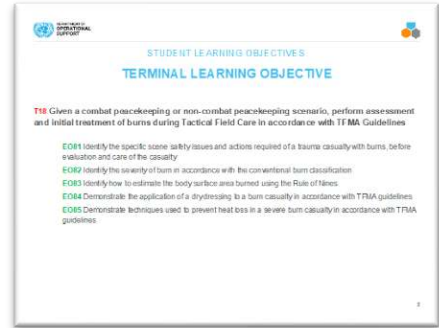 DEPARTMENT OF
OPERATIONAL
SUPPORT
STUDENT LEARNING OBJECTIVES
TERMINAL LEARNING OBJECTIVE
T18 Given a combat peacekeeping or non-combat peacekeeping scenario, perform assessment
and initial treatment of burns during Tactical Field Care in accordance with TFMA Guidelines
EO81 Identify the specific scene safety issues and actions required of a trauma casualty with burns, before
evaluation and care of the casualty
EO82 Identify the severity of burn in accordance with the conventional burn classification
EO83 Identify how to estimate the body surface area burned using the Rule of Nines.
EO84 Demonstrate the application of a dry dressing to a burn casualty in accordance with TFMA guidelines
EO85 Demonstrate techniques used to prevent heat loss in a severe burn casualty in accordance with TFMA
guidelines.